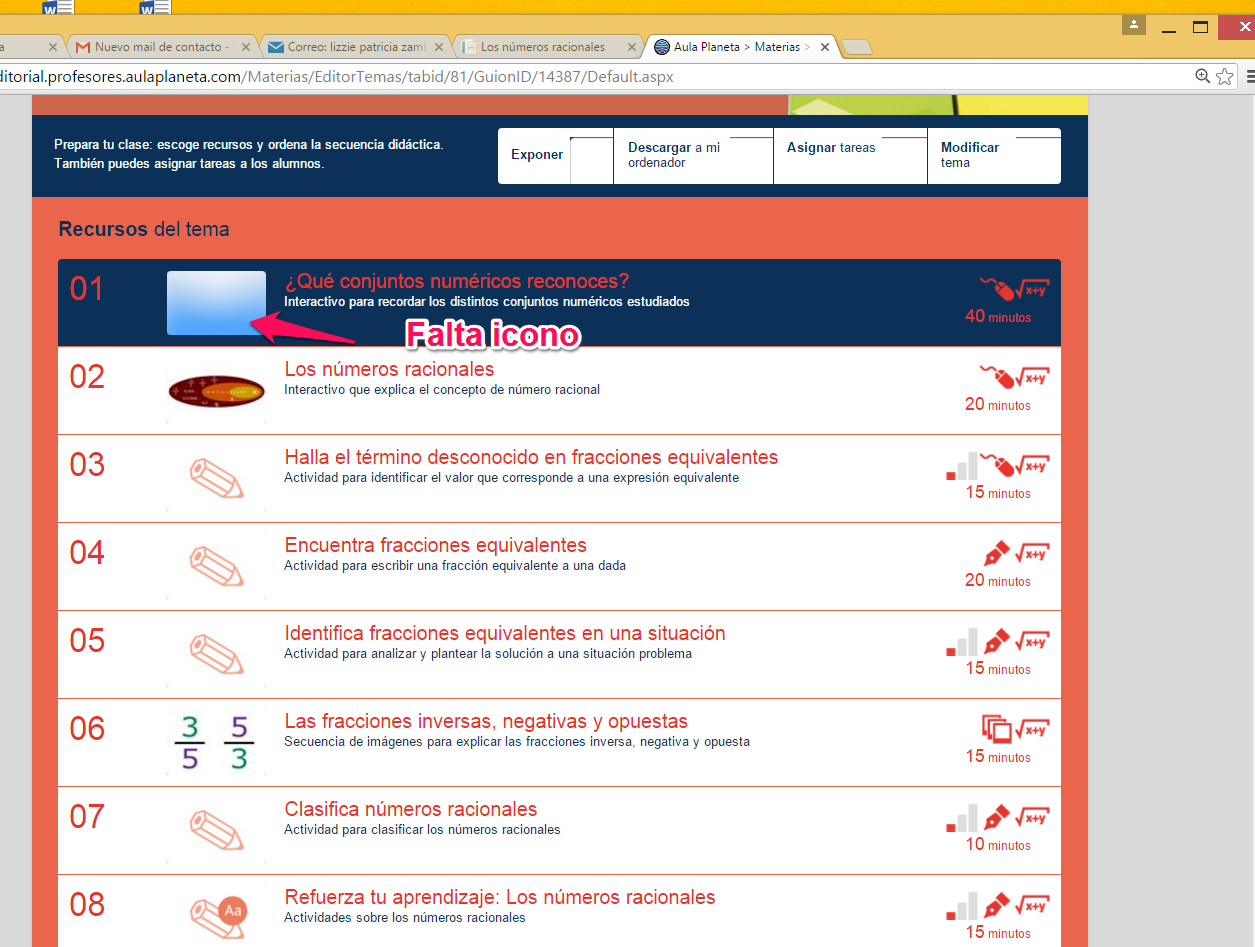 a
Nuevo mail de contacto -
Correo: lizzie patricia zamb
Los números racionales
Aula Planeta > Materias >
ditorial.profesores.aulaplaneta.com/Materias/EditorTemas/tabid/81/GuionID/14387/Default.aspx
Prepara tu clase: escoge recursos y ordena la secuencia didáctica.
También puedes asignar tareas a los alumnos.
Exponer
Descargar a mi
ordenador
Asignar tareas
Modificar
tema
Recursos del tema
01
¿Qué conjuntos numéricos reconoces?
Interactivo para recordar los distintos conjuntos numéricos estudiados
x+y
40 minutos
Falta icono
02
Los números racionales
Interactivo que explica el concepto de número racional
x+y
20 minutos
03
Halla el término desconocido en fracciones equivalentes
Actividad para identificar el valor que corresponde a una expresión equivalente
x+y
15 minutos
04
Encuentra fracciones equivalentes
Actividad para escribir una fracción equivalente a una dada
x+y
20 minutos
05
Identifica fracciones equivalentes en una situación
Actividad para analizar y plantear la solución a una situación problema
x+y
15 minutos
06
3 5
5 3
Las fracciones inversas, negativas y opuestas
Secuencia de imágenes para explicar las fracciones inversa, negativa y opuesta
x+y
15 minutos
07
Clasifica números racionales
Actividad para clasificar los números racionales
x+y
10 minutos
08
Aa
Refuerza tu aprendizaje: Los números racionales
Actividades sobre los números racionales
x+y
15 minutos